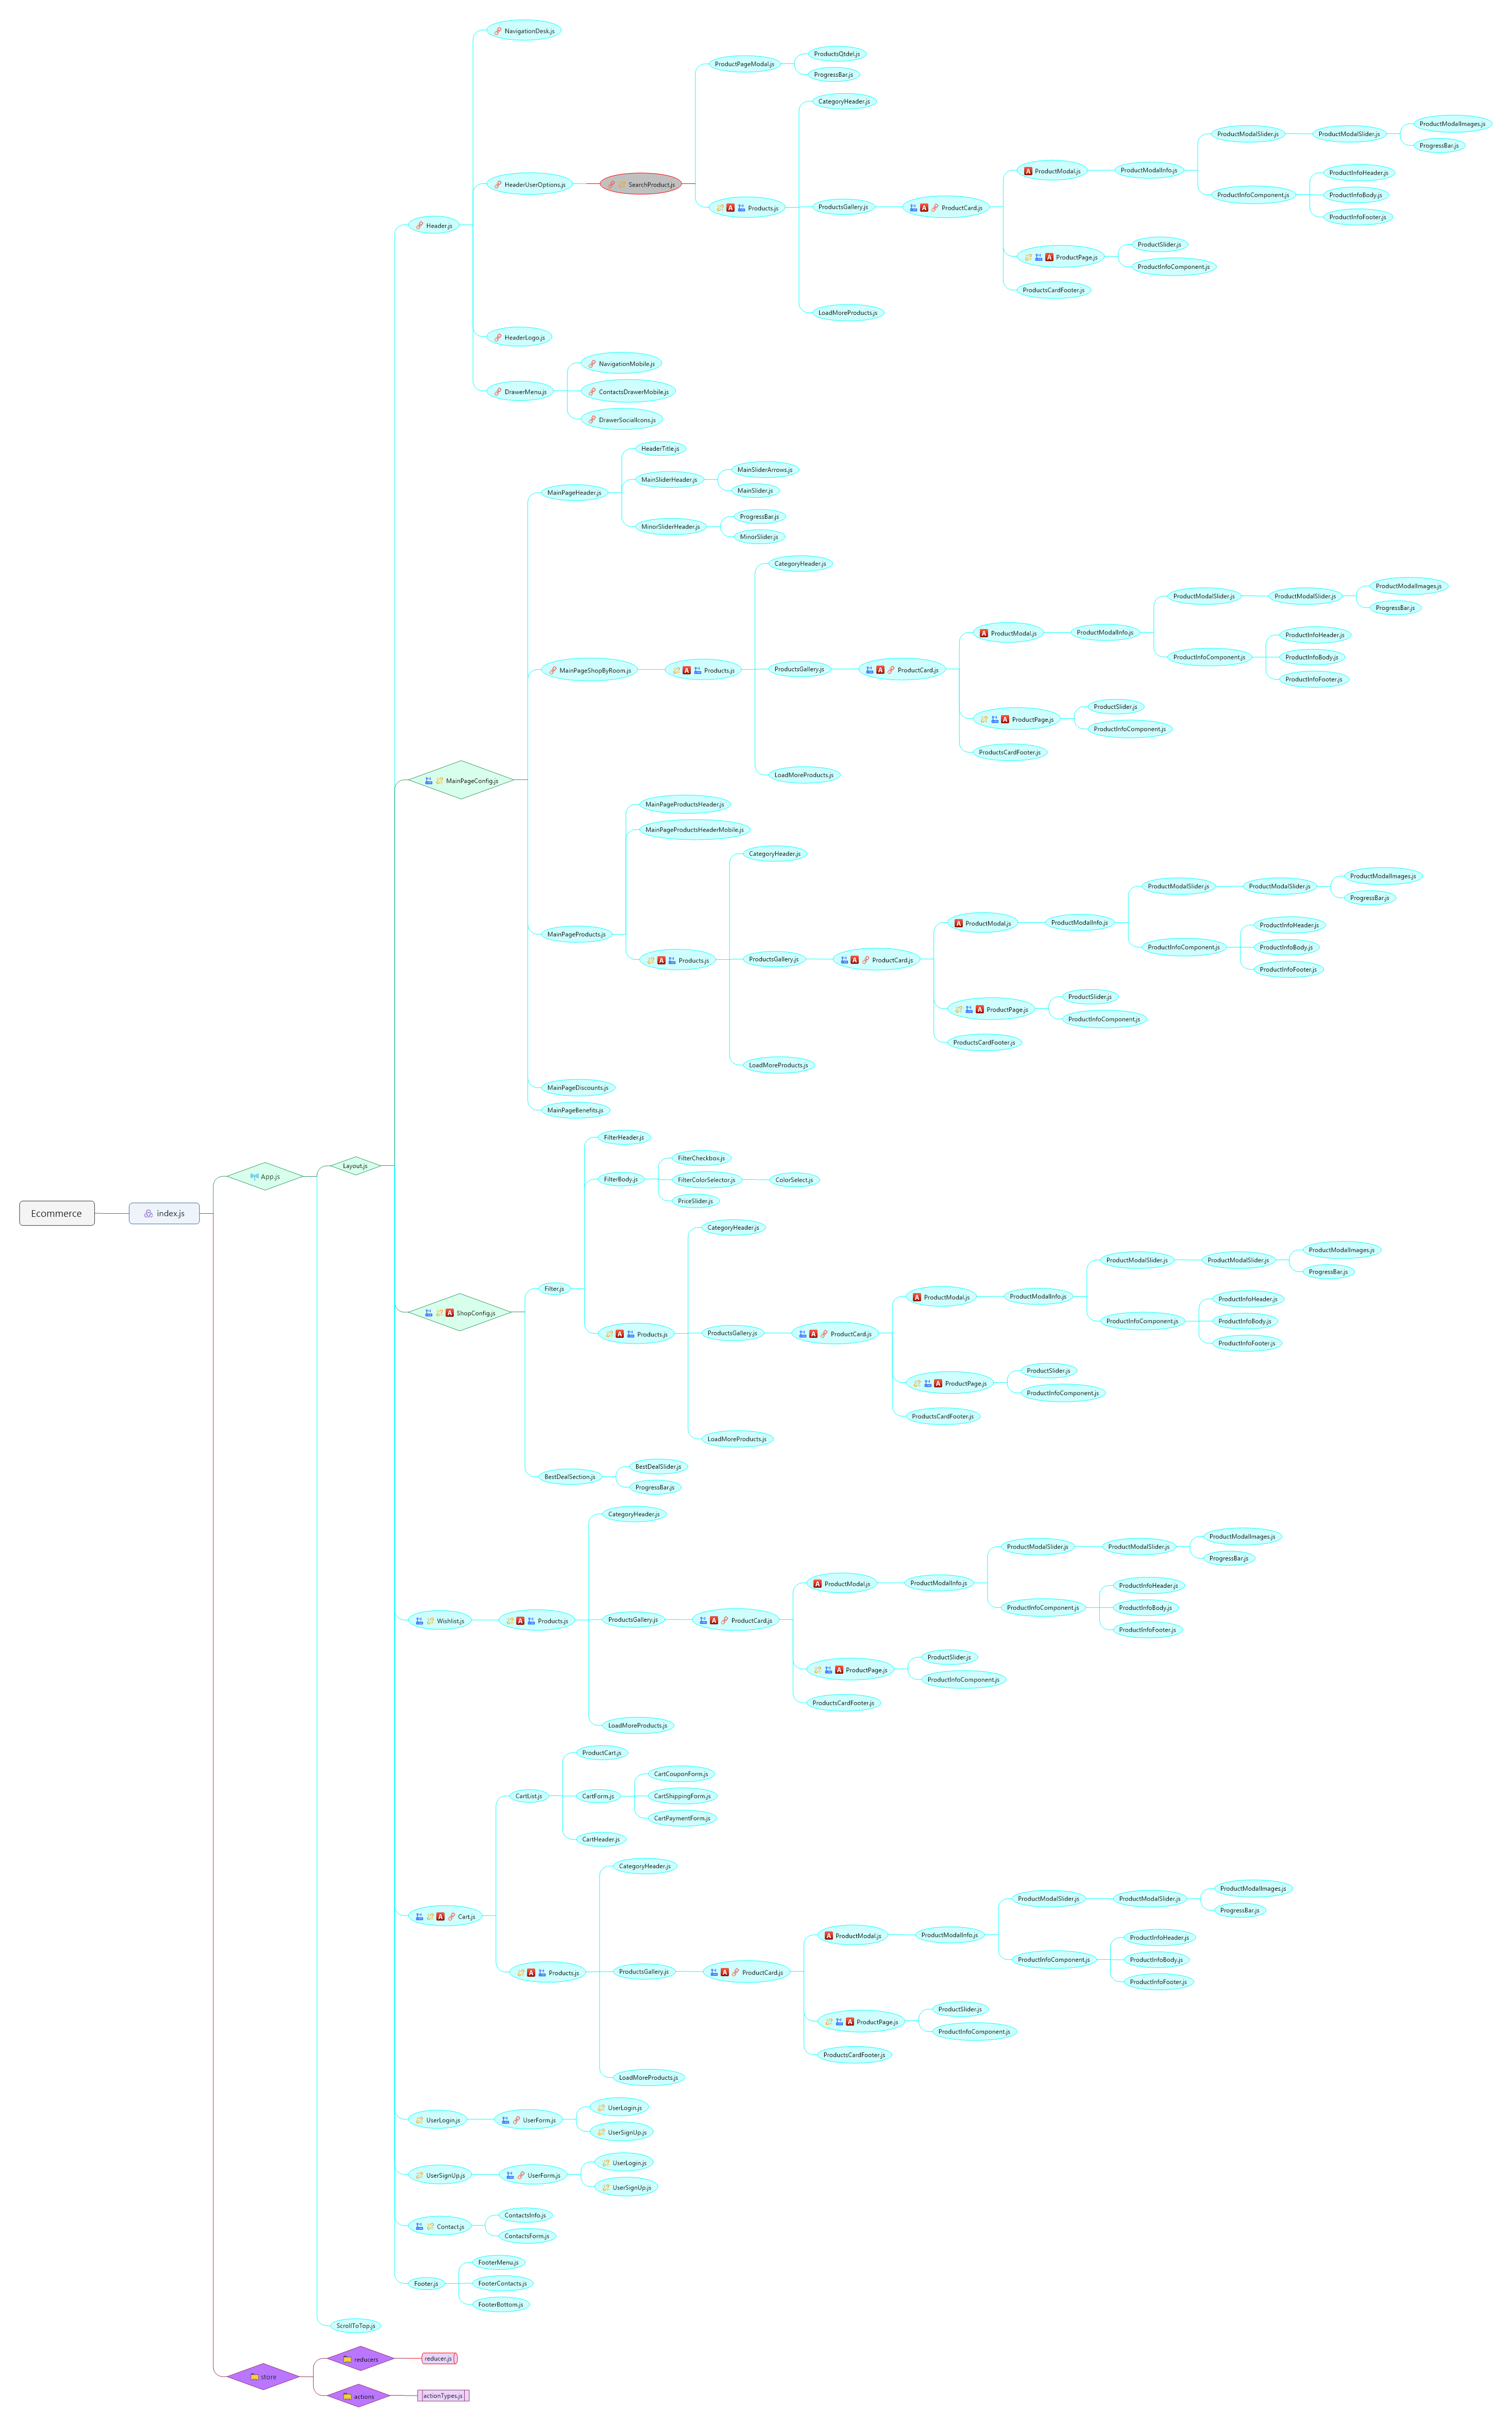 Ecommerce
index.js
App.js
Layout.js
Header.js
NavigationDesk.js
HeaderUserOptions.js
SearchProduct.js
ProductPageModal.js
ProductsQtdel.js
ProgressBar.js
Products.js
CategoryHeader.js
ProductsGallery.js
ProductCard.js
ProductModal.js
ProductModalInfo.js
ProductModalSlider.js
ProductModalSlider.js
ProductModalImages.js
ProgressBar.js
ProductInfoComponent.js
ProductInfoHeader.js
ProductInfoBody.js
ProductInfoFooter.js
ProductPage.js
ProductSlider.js
ProductInfoComponent.js
ProductsCardFooter.js
LoadMoreProducts.js
HeaderLogo.js
DrawerMenu.js
NavigationMobile.js
ContactsDrawerMobile.js
DrawerSocialIcons.js
MainPageConfig.js
MainPageHeader.js
HeaderTitle.js
MainSliderHeader.js
MainSliderArrows.js
MainSlider.js
MinorSliderHeader.js
ProgressBar.js
MinorSlider.js
MainPageShopByRoom.js
Products.js
CategoryHeader.js
ProductsGallery.js
ProductCard.js
ProductModal.js
ProductModalInfo.js
ProductModalSlider.js
ProductModalSlider.js
ProductModalImages.js
ProgressBar.js
ProductInfoComponent.js
ProductInfoHeader.js
ProductInfoBody.js
ProductInfoFooter.js
ProductPage.js
ProductSlider.js
ProductInfoComponent.js
ProductsCardFooter.js
LoadMoreProducts.js
MainPageProducts.js
MainPageProductsHeader.js
MainPageProductsHeaderMobile.js
Products.js
CategoryHeader.js
ProductsGallery.js
ProductCard.js
ProductModal.js
ProductModalInfo.js
ProductModalSlider.js
ProductModalSlider.js
ProductModalImages.js
ProgressBar.js
ProductInfoComponent.js
ProductInfoHeader.js
ProductInfoBody.js
ProductInfoFooter.js
ProductPage.js
ProductSlider.js
ProductInfoComponent.js
ProductsCardFooter.js
LoadMoreProducts.js
MainPageDiscounts.js
MainPageBenefits.js
ShopConfig.js
Filter.js
FilterHeader.js
FilterBody.js
FilterCheckbox.js
FilterColorSelector.js
ColorSelect.js
PriceSlider.js
Products.js
CategoryHeader.js
ProductsGallery.js
ProductCard.js
ProductModal.js
ProductModalInfo.js
ProductModalSlider.js
ProductModalSlider.js
ProductModalImages.js
ProgressBar.js
ProductInfoComponent.js
ProductInfoHeader.js
ProductInfoBody.js
ProductInfoFooter.js
ProductPage.js
ProductSlider.js
ProductInfoComponent.js
ProductsCardFooter.js
LoadMoreProducts.js
BestDealSection.js
BestDealSlider.js
ProgressBar.js
Wishlist.js
Products.js
CategoryHeader.js
ProductsGallery.js
ProductCard.js
ProductModal.js
ProductModalInfo.js
ProductModalSlider.js
ProductModalSlider.js
ProductModalImages.js
ProgressBar.js
ProductInfoComponent.js
ProductInfoHeader.js
ProductInfoBody.js
ProductInfoFooter.js
ProductPage.js
ProductSlider.js
ProductInfoComponent.js
ProductsCardFooter.js
LoadMoreProducts.js
Cart.js
CartList.js
ProductCart.js
CartForm.js
CartCouponForm.js
CartShippingForm.js
CartPaymentForm.js
CartHeader.js
Products.js
CategoryHeader.js
ProductsGallery.js
ProductCard.js
ProductModal.js
ProductModalInfo.js
ProductModalSlider.js
ProductModalSlider.js
ProductModalImages.js
ProgressBar.js
ProductInfoComponent.js
ProductInfoHeader.js
ProductInfoBody.js
ProductInfoFooter.js
ProductPage.js
ProductSlider.js
ProductInfoComponent.js
ProductsCardFooter.js
LoadMoreProducts.js
UserLogin.js
UserForm.js
UserLogin.js
UserSignUp.js
UserSignUp.js
UserForm.js
UserLogin.js
UserSignUp.js
Contact.js
ContactsInfo.js
ContactsForm.js
Footer.js
FooterMenu.js
FooterContacts.js
FooterBottom.js
ScrollToTop.js
store
reducers
reducer.js
actions
actionTypes.js